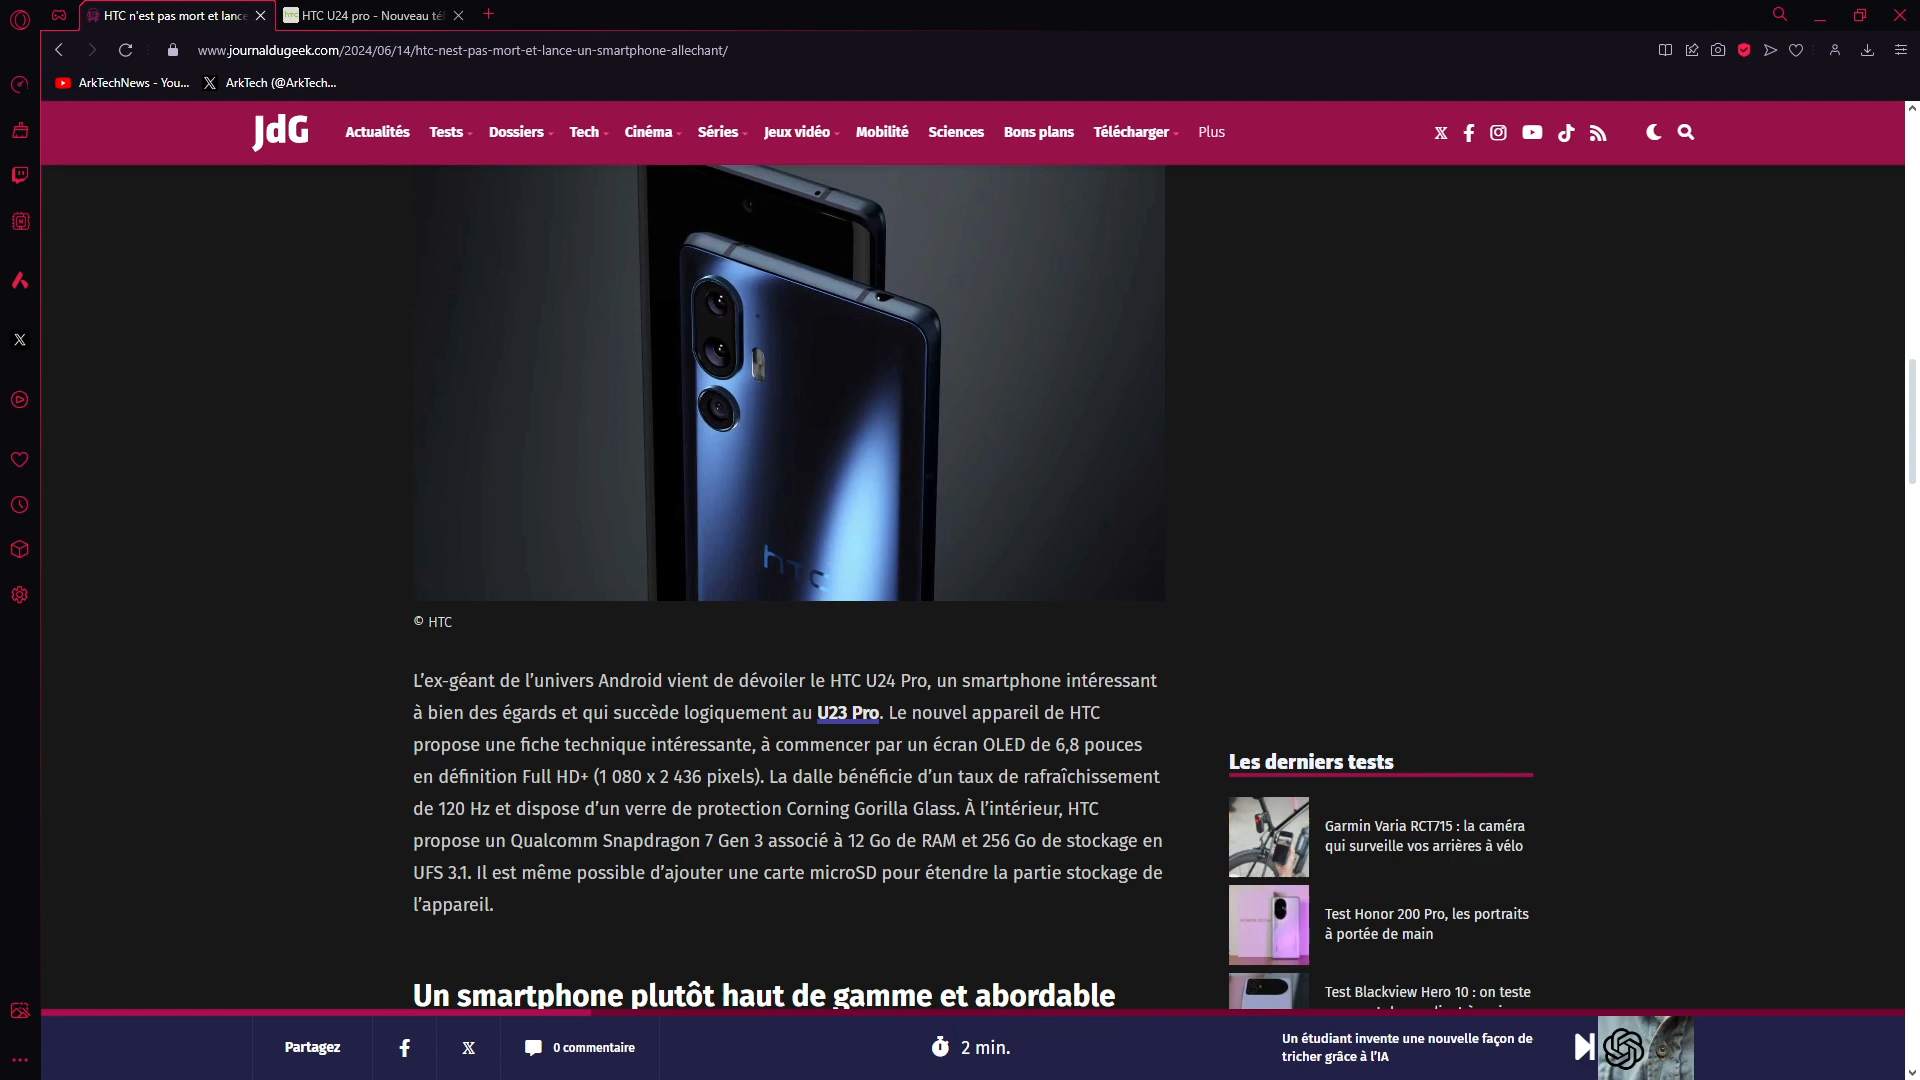 HTC n'est pas mort et lance
HTC U24 pro - Nouveau tél
www.journaldugeek.com/2024/06/14/htc-nest-pas-mort-et-lance-un-smartphone-allechant/
ArkTechNews - You...
ArkTech (@ArkTech...
JdG
Actualités Tests Dossiers Tech Cinéma Séries Jeux vidéo Mobilité Sciences Bons plans Télécharger Plus
hTC
© HTC
L’ex-géant de l’univers Android vient de dévoiler le HTC U24 Pro, un smartphone intéressant
à bien des égards et qui succède logiquement au U23 Pro. Le nouvel appareil de HTC
propose une fiche technique intéressante, à commencer par un écran OLED de 6,8 pouces
en définition Full HD+ (1 080 x 2 436 pixels). La dalle bénéficie d’un taux de rafraîchissement
de 120 Hz et dispose d’un verre de protection Corning Gorilla Glass. À l’intérieur, HTC
propose un Qualcomm Snapdragon 7 Gen 3 associé à 12 Go de RAM et 256 Go de stockage en
UFS 3.1. Il est même possible d’ajouter une carte microSD pour étendre la partie stockage de
l’appareil.
Un smartphone plutôt haut de gamme et abordable
Les derniers tests
Garmin Varia RCT715 : la caméra
qui surveille vos arrières à vélo
Test Honor 200 Pro, les portraits
à portée de main
Test Blackview Hero 10 : on teste
Partagez
0 commentaire
2 min.
Un étudiant invente une nouvelle façon de
tricher grâce à l’IA